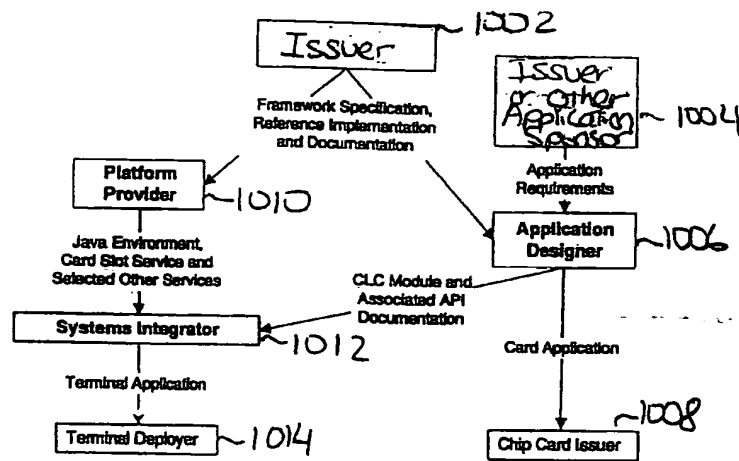 1002
Issuer
Issuer
or other
Application
Sponsor
1004
Framework Specification,
Reference Implementation
and Documentation
Platform
Provider
1010
Application
Requirements
Application
Designer
1006
Java Environment,
Card Slot Service and
Selected Other Services
CLC Module and
Associated API
Documentation
Systems Integrator
1012
Card Application
Terminal Application
1008
Terminal Deployer
1014
Chip Card Issuer